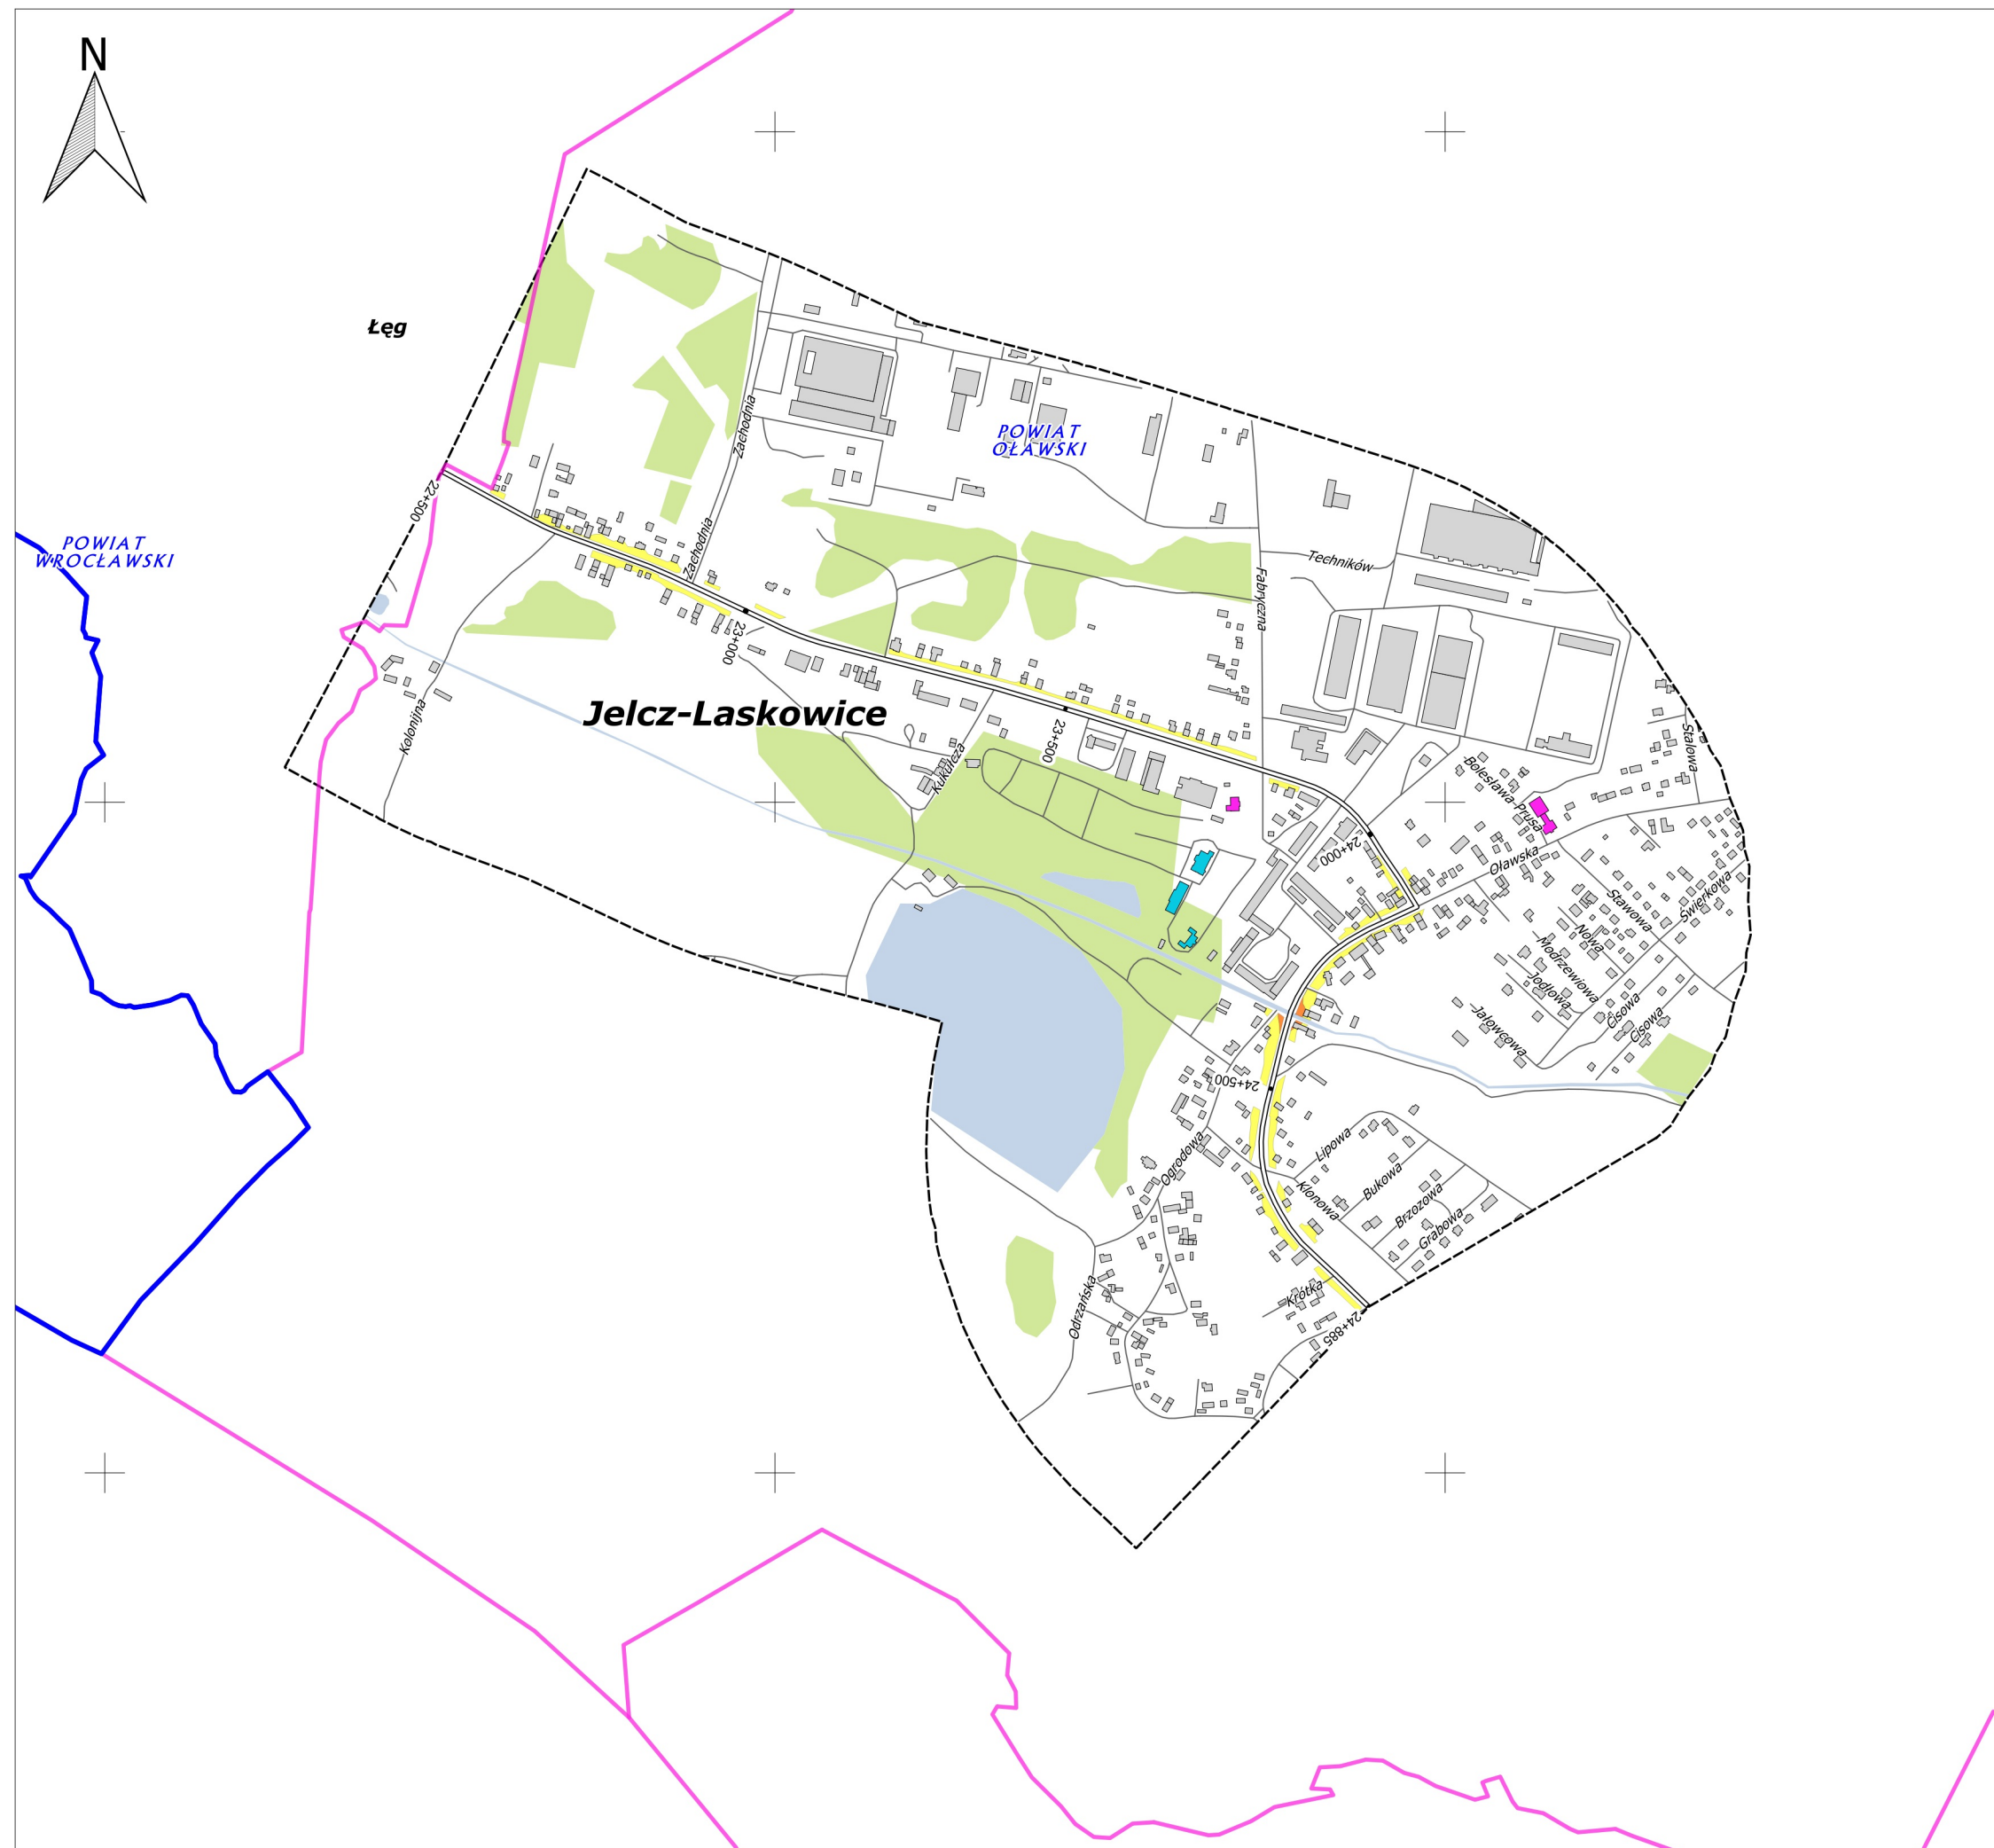 N
Łęg
POWIAT
OŁAWSKI
Zachodnia
22+500
POWIAT
WROCŁAWSKI
Zachodnia
Techników
Fabryczna
23+000
Jelcz-Laskowice
Kolonijna
23+500
Kukułcza
Stalowa
Bolesława Prusa
24+000
Oławska
Stawowa
Świerkowa
Nowa
Modrzewiowa
Jodłowa
Cisowa
Cisowa
Jałowcowa
24+500
Ogrodowa
Lipowa
Bukowa
Klonowa
Brzozowa
Grabowa
Odrzańska
Krótka
24+885